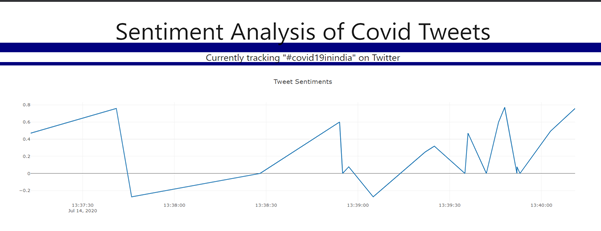 Sentiment Analysis of Covid Tweets
Currently tracking "#covid19inindia" on Twitter
Tweet Sentiments
0.8
0.6
0.4
0.2
0
−0.2
13:37:30 13:38:00 13:38:30 13:39:00 13:39:30 13:40:00
Jul 14, 2020